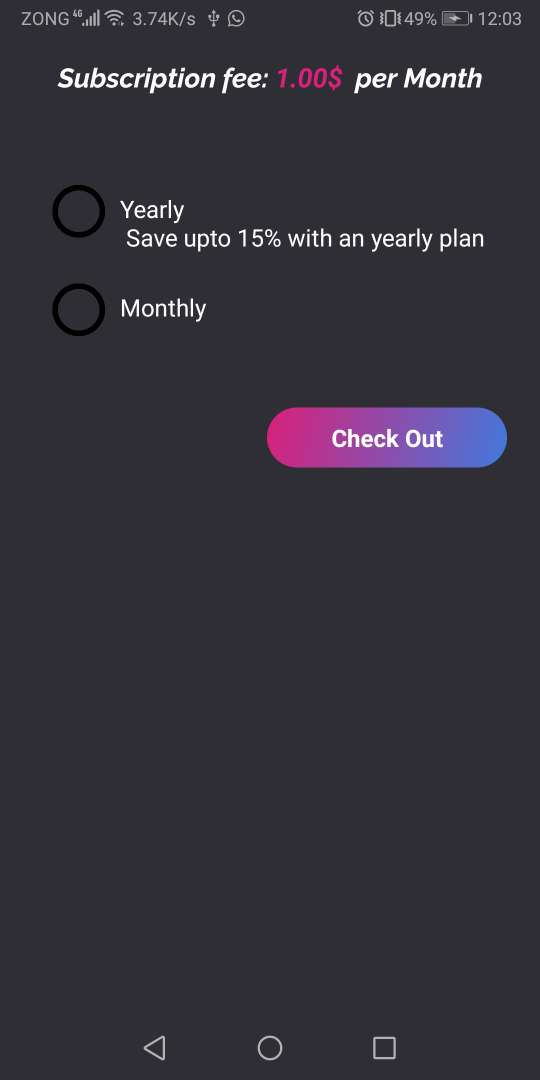 ZONG 4G 3.74K/s 49% 12:03
Subscription fee: 1.00$ per Month
Yearly
Save upto 15% with an yearly plan
Monthly
Check Out